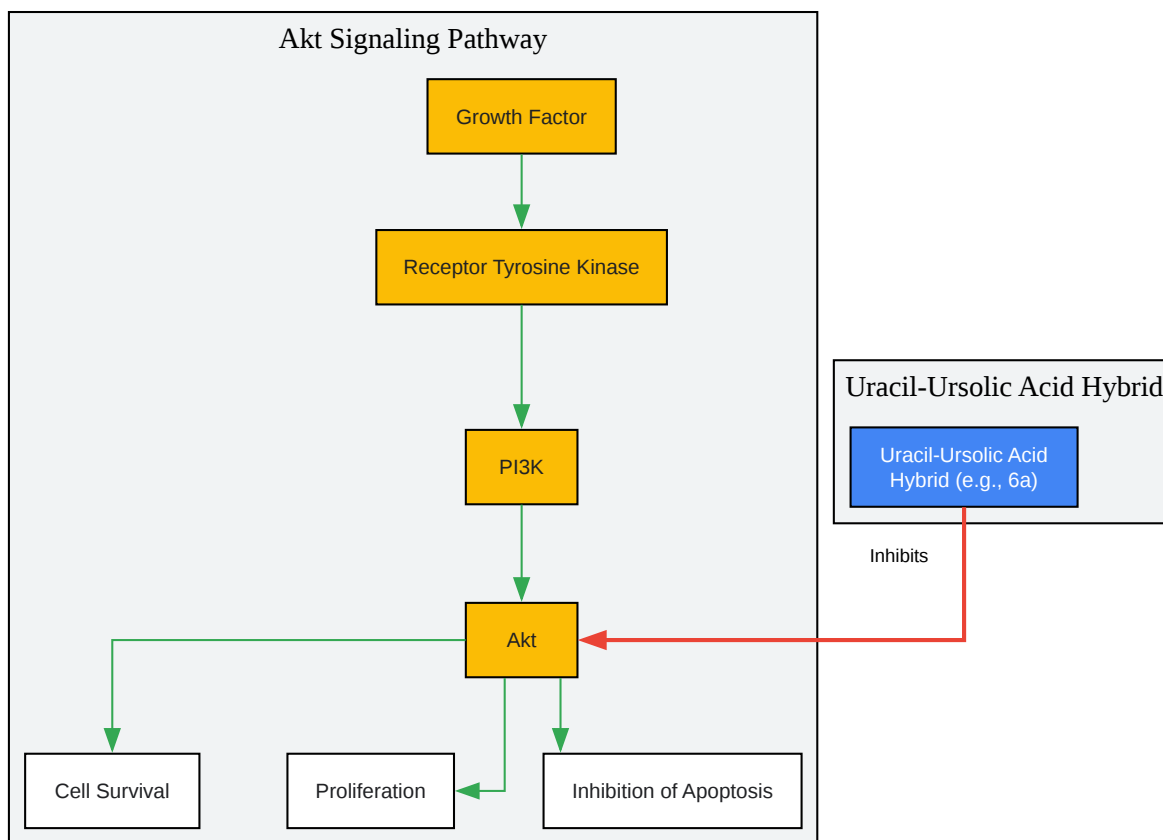 Akt Signaling Pathway
Growth Factor
Receptor Tyrosine Kinase
Uracil-Ursolic Acid Hybrid
Uracil-Ursolic Acid
Hybrid (e.g., 6a)
PI3K
Inhibits
Akt
Cell Survival
Proliferation
Inhibition of Apoptosis